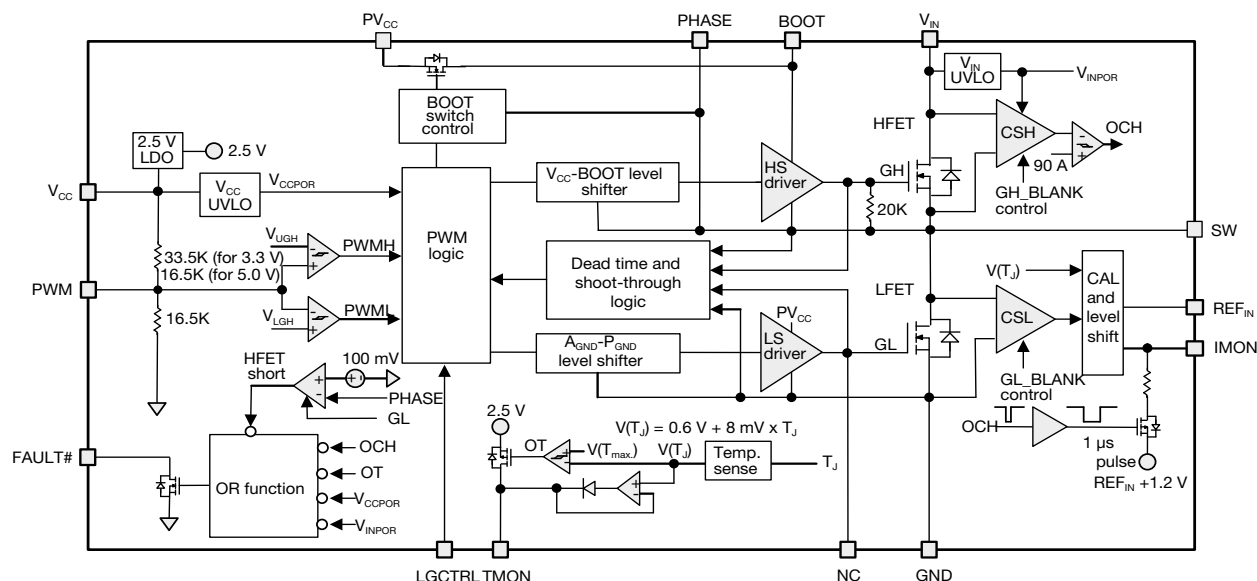 PVCC
PHASE
BOOT
VIN
VIN
UVLO
VINPOR
BOOT
switch
control
HFET
CSH
OCH
90 A
2.5 V
LDO
2.5 V
VCC
VCC
UVLO
VCCPOR
VCC-BOOT level
shifter
HS
driver
GH
20K
GH_BLANK
control
SW
VUGH
PWMH
33.5K (for 3.3 V)
16.5K (for 5.0 V)
PWM
logic
Dead time and
shoot-through
logic
PWM
LFET
V(TJ)
CAL
and
level
shift
REFIN
16.5K
VLGH
PWML
AGND-PGND
level shifter
PVCC
LS
driver
GL
CSL
IMON
HFET
short
100 mV
PHASE
GL
GL_BLANK
control
2.5 V
V(TJ) = 0.6 V + 8 mV x TJ
OCH
1 µs
pulse
REFIN +1.2 V
FAULT#
OR function
OCH
OT
VCCPOR
VINPOR
OT
V(Tmax.)
V(TJ)
Temp.
sense
TJ
LGCTRL
TMON
NC
GND